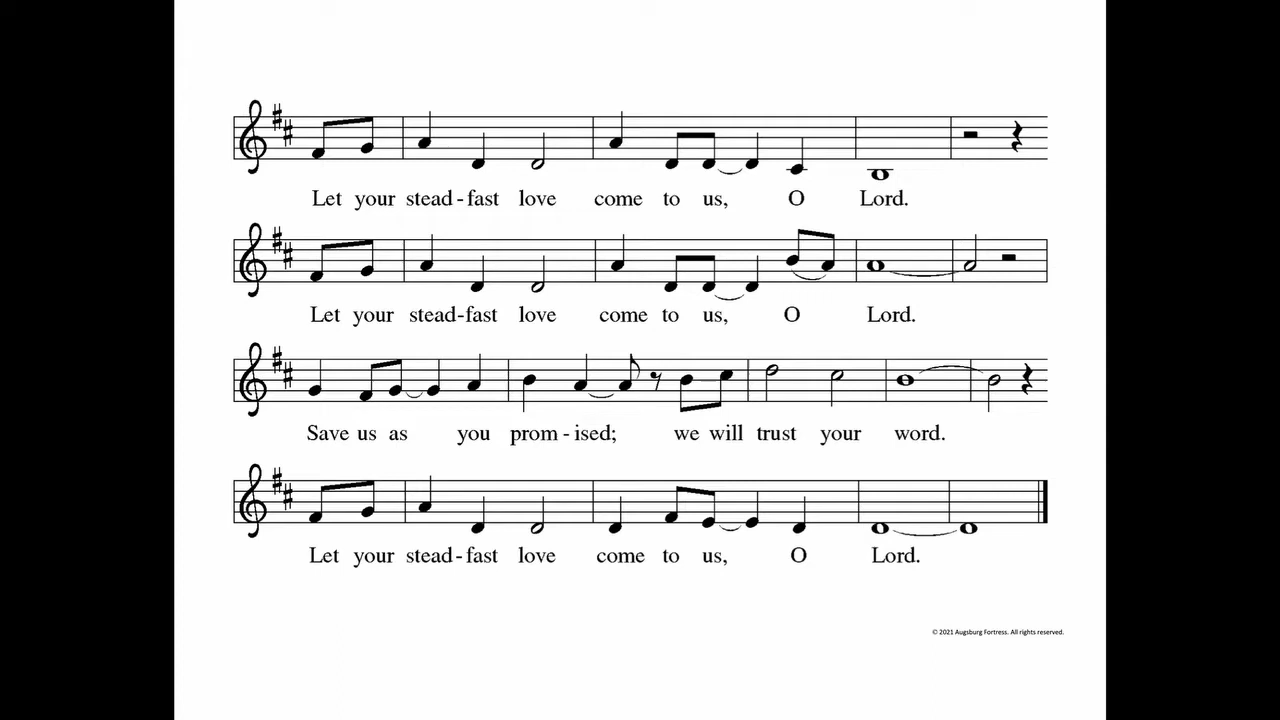 Let your stead-fast love come to us, O Lord.
Let your stead-fast love come to us, O Lord.
Save us as you prom-ised; we will trust your word.
Let your stead-fast love come to us, O Lord.
© 2021 Augsburg Fortress. All rights reserved.